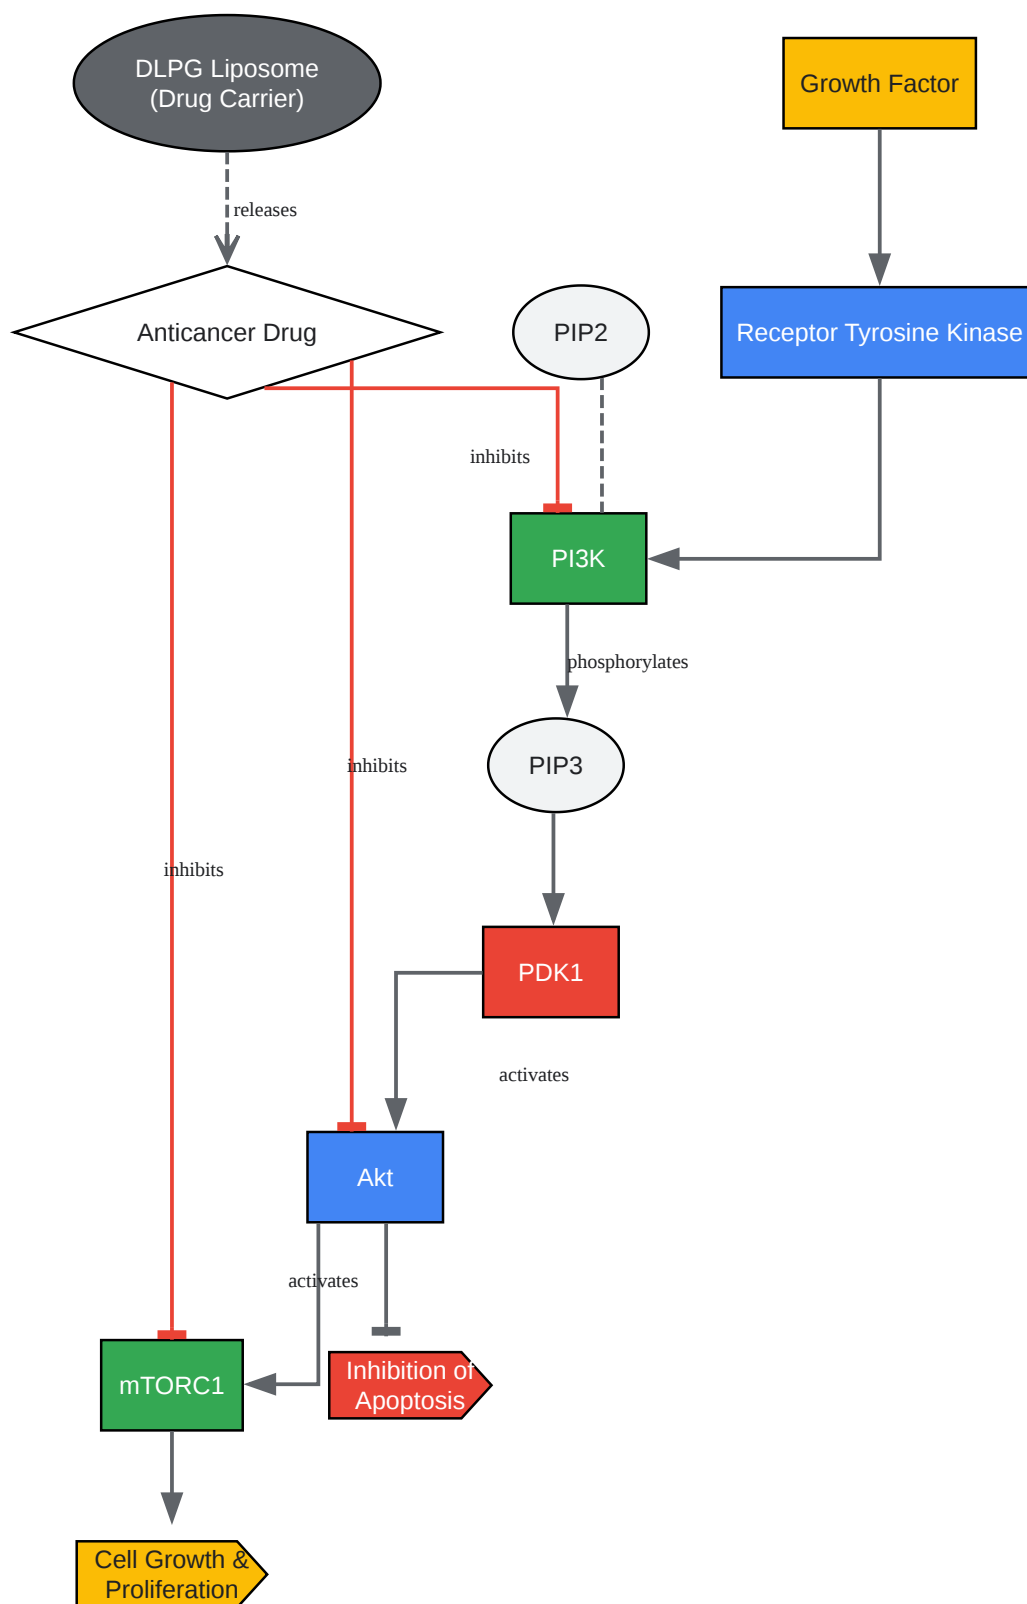 DLPG Liposome
(Drug Carrier)
Growth Factor
releases
Anticancer Drug
PIP2
Receptor Tyrosine Kinase
inhibits
PI3K
phosphorylates
PIP3
inhibits
inhibits
PDK1
activates
Akt
activates
mTORC1
Inhibition of
Apoptosis
Cell Growth &
Proliferation